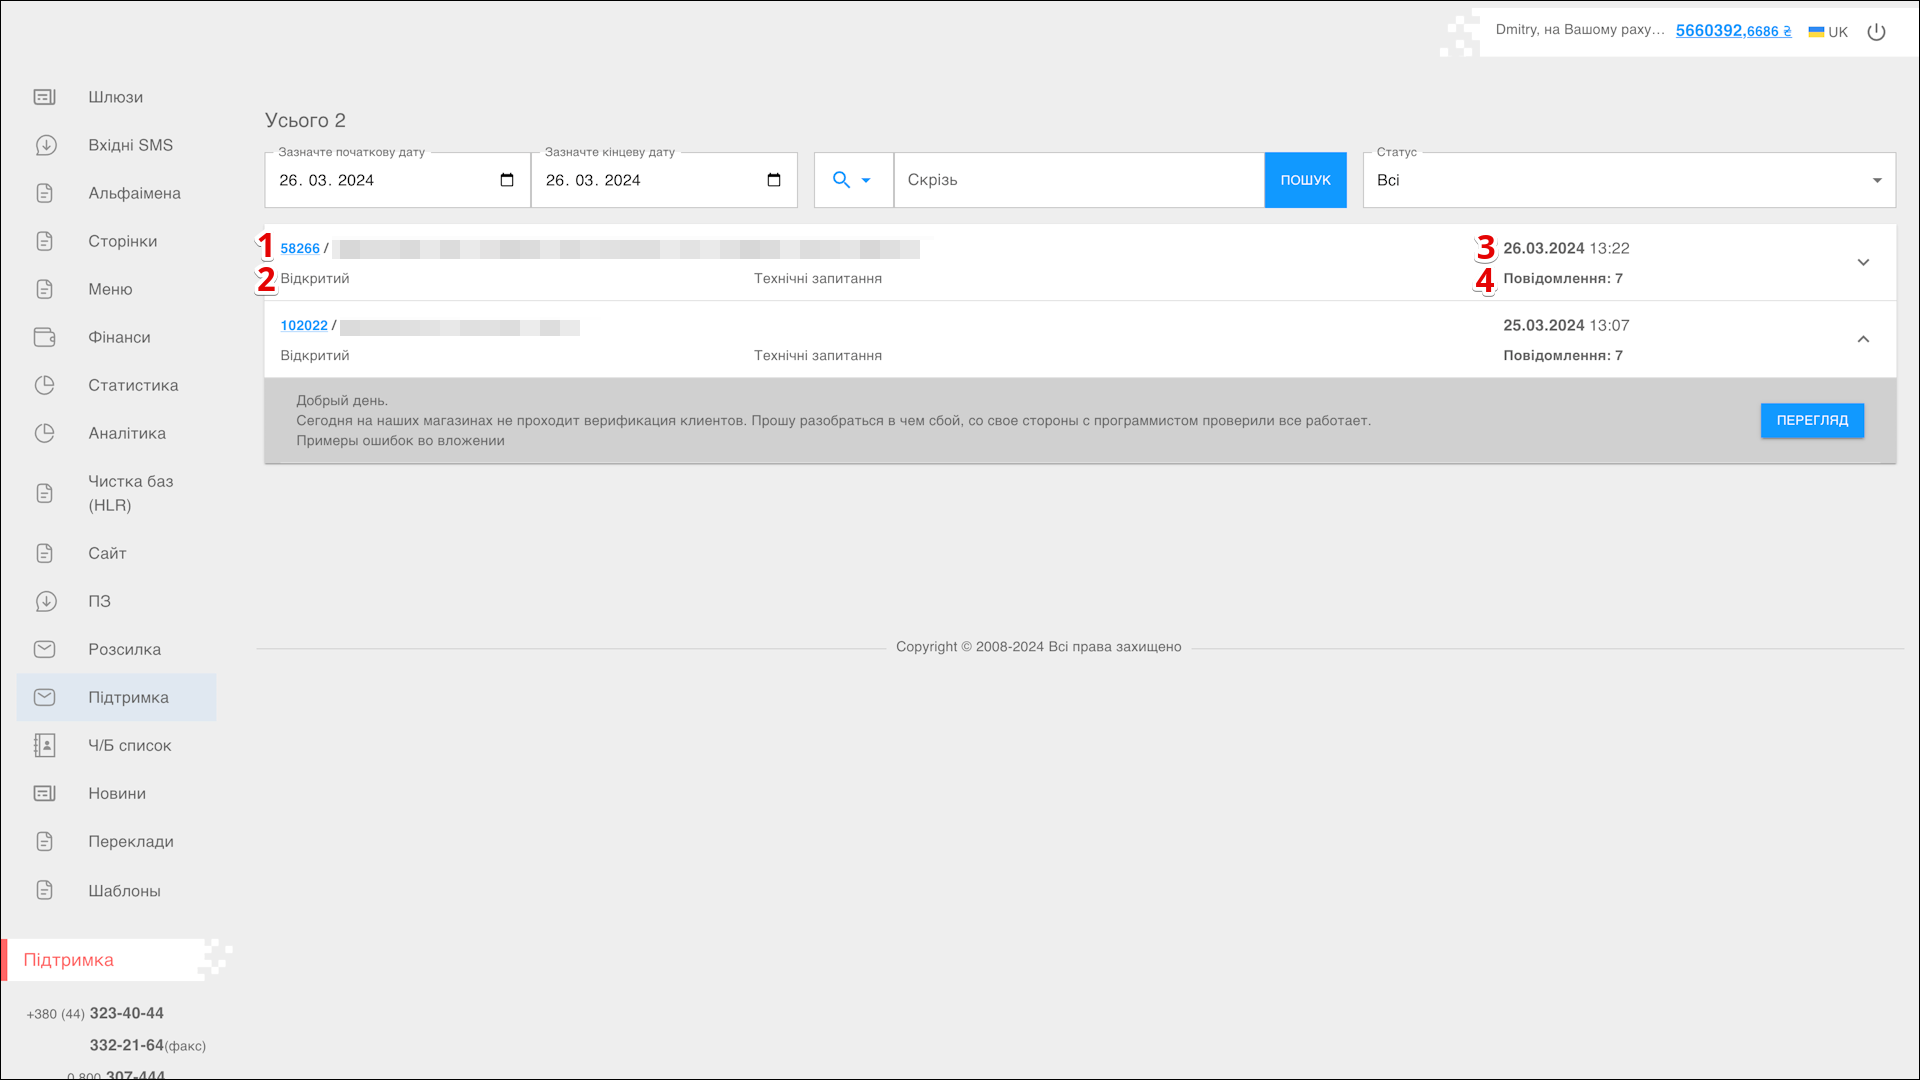 Dmitry, на Вашому раху... 5660392,6686 ₴ UK
Шлюзи
Вхідні SMS
Альфаімена
Сторінки
Меню
Фінанси
Статистика
Аналітика
Чистка баз
(HLR)
Сайт
ПЗ
Розсилка
Підтримка
Ч/Б список
Новини
Переклади
Шаблоны
Підтримка
+380 (44) 323-40-44
332-21-64(факс)
0 800 307-444
Усього 2
Зазначте початкову дату
26. 03. 2024
Зазначте кінцеву дату
26. 03. 2024
Скрізь
ПОШУК
Статус
Всі
1 58266 /
3 26.03.2024 13:22
2 Відкритий
Технічні запитання
4 Повідомлення: 7
102022 /
25.03.2024 13:07
Відкритий
Технічні запитання
Повідомлення: 7
Добрый день.
Сегодня на наших магазинах не проходит верификация клиентов. Прошу разобраться в чем сбой, со свое стороны с программистом проверили все работает.
Примеры ошибок во вложении
ПЕРЕГЛЯД
Copyright © 2008-2024 Всі права захищено